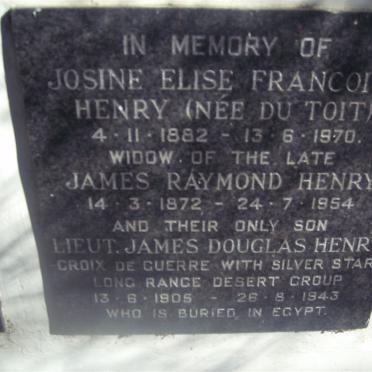 IN MEMORY OF
JOSINE ELISE FRANCOI
HENRY (NÉE DU TOIT)
4·11·1882 - 13·6·1970.
WIDOW OF THE LATE
JAMES RAYMOND HENRY
14·3·1872 - 24·7·1954
AND THEIR ONLY SON
LIEUT. JAMES DOUGLAS HENR
CROIX DE GUERRE WITH SILVER STAR
LONG RANGE DESERT GROUP
13·6·1905 - 26·8·1943
WHO IS BURIED IN EGYPT.